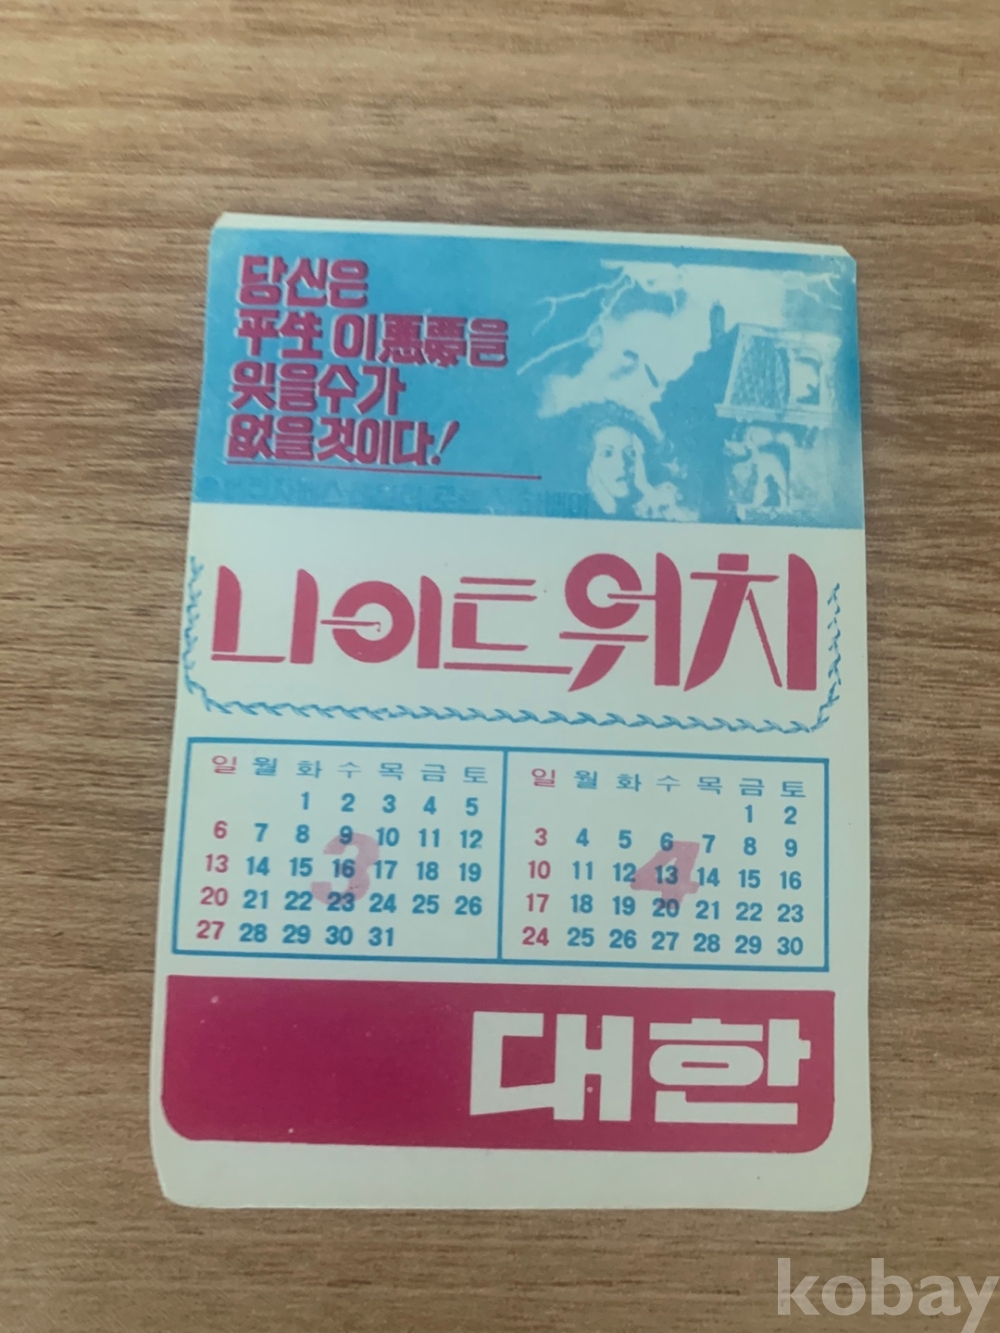 당신은
平生 이 悪夢을
잊을수가
없을것이다!
나이트워치
일 월 화 수 목 금 토
1 2 3 4 5
6 7 8 9 10 11 12
13 14 15 16 17 18 19
20 21 22 23 24 25 26
27 28 29 30 31
3
일 월 화 수 목 금 토
1 2
3 4 5 6 7 8 9
10 11 12 13 14 15 16
17 18 19 20 21 22 23
24 25 26 27 28 29 30
4
대한
kobay